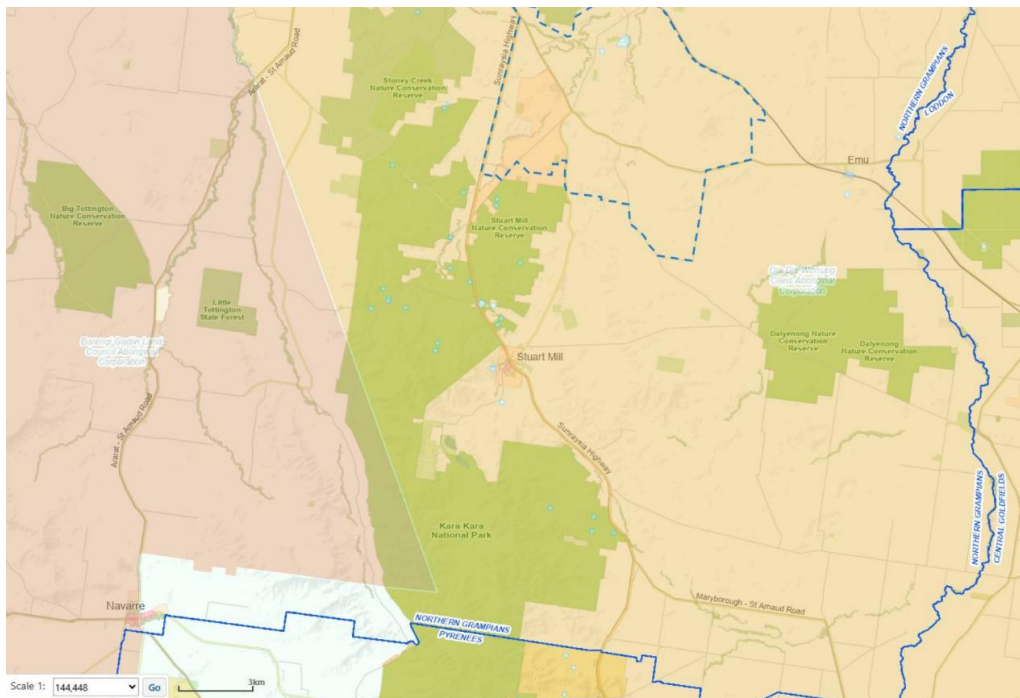 Ararat - St Arnaud Road
Stoney Creek
Nature Conservation
Reserve
Sunraysia Highway
NORTHERN GRAMPIANS
LODDON
Emu
Big Tottington
Nature Conservation
Reserve
Stuart Mill
Nature Conservation
Reserve
Little
Tottington
State Forest
Dja Dja Wurrung
Clans Aboriginal
Corporation
Barengi Gadjin Land
Council Aboriginal
Corporation
Dalyenong Nature
Conservation
Reserve
Dalyenong
Nature Conservation
Reserve
Stuart Mill
Ararat - St Arnaud Road
Sunraysia Highway
Kara Kara
National Park
NORTHERN GRAMPIANS
CENTRAL GOLDFIELDS
Navarre
Maryborough - St Arnaud Road
NORTHERN GRAMPIANS
PYRENEES
Scale 1: 144,448 Go 3km